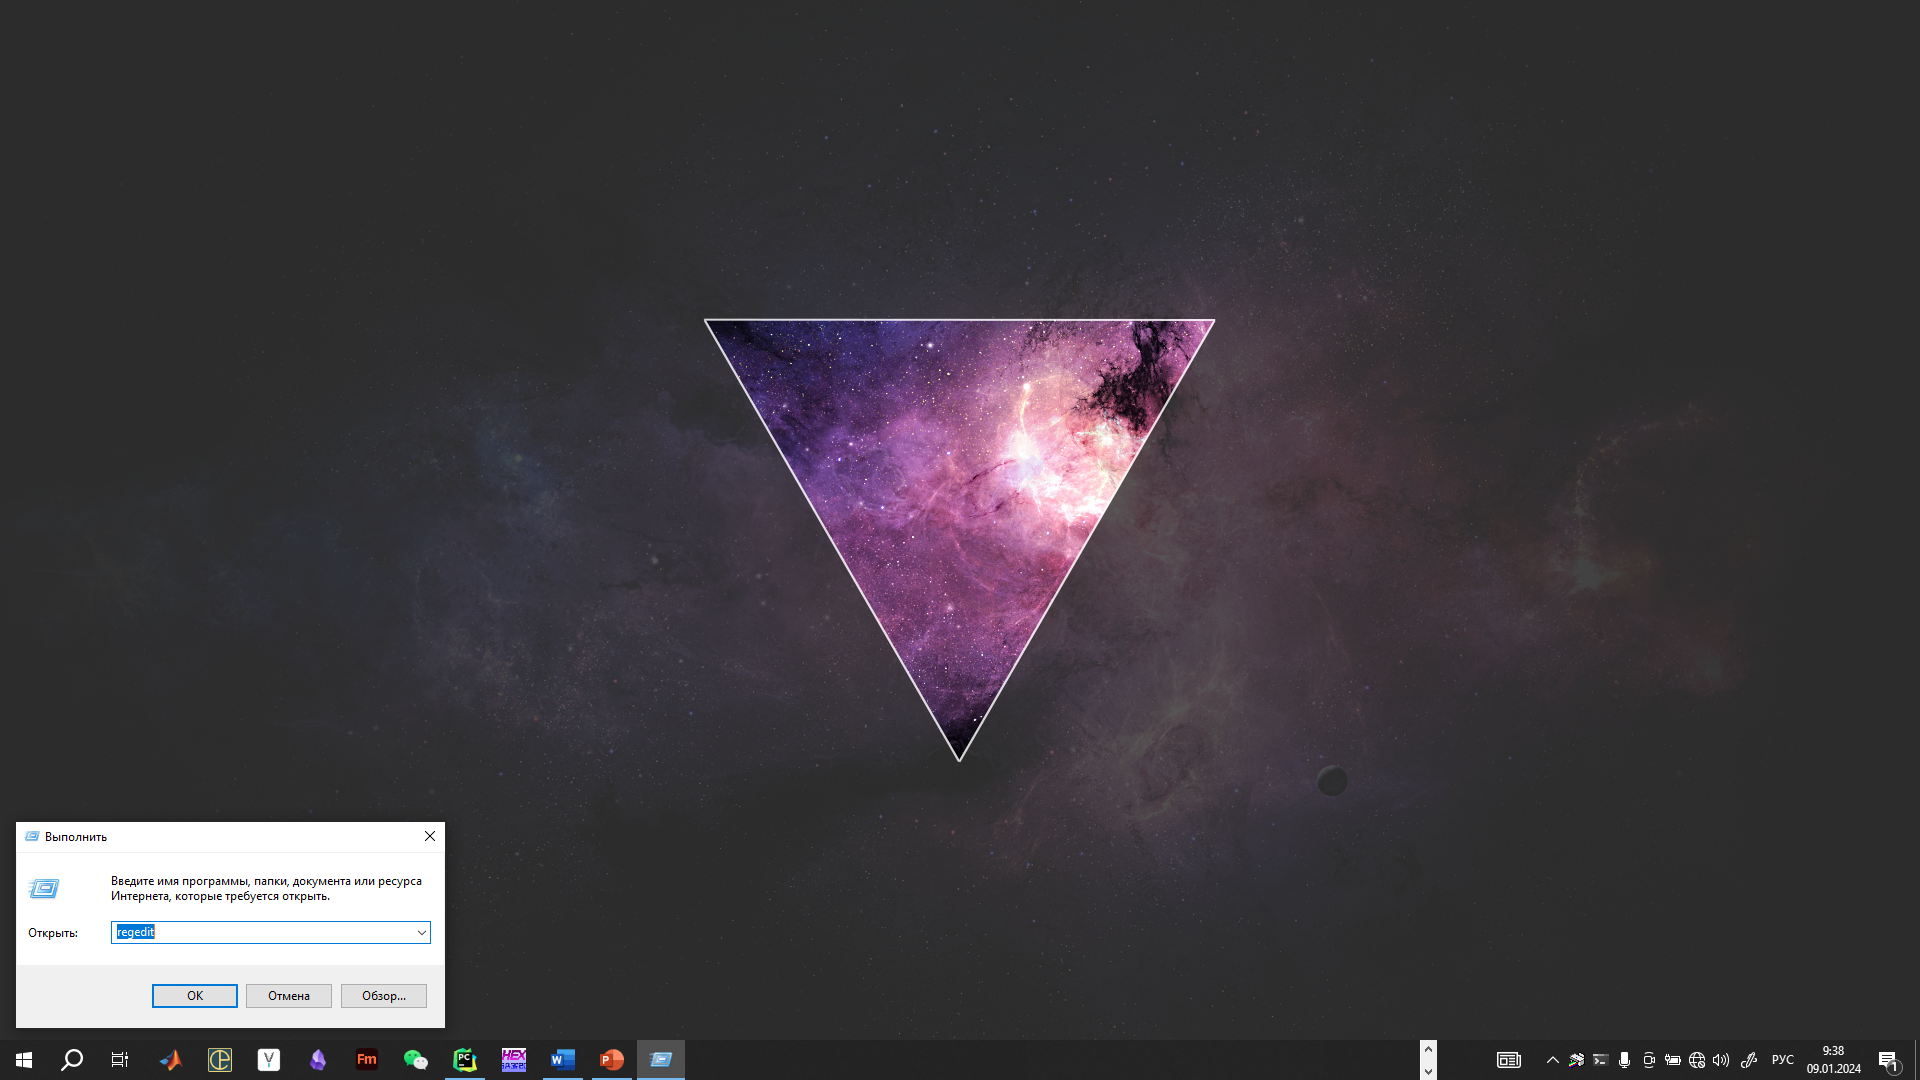 Выполнить
Введите имя программы, папки, документа или ресурса
Интернета, которые требуется открыть.
Открыть:
regedit
ОК
Отмена
Обзор...
V
Fm
PC
HEX
W
P
РУС
9:38
09.01.2024
1